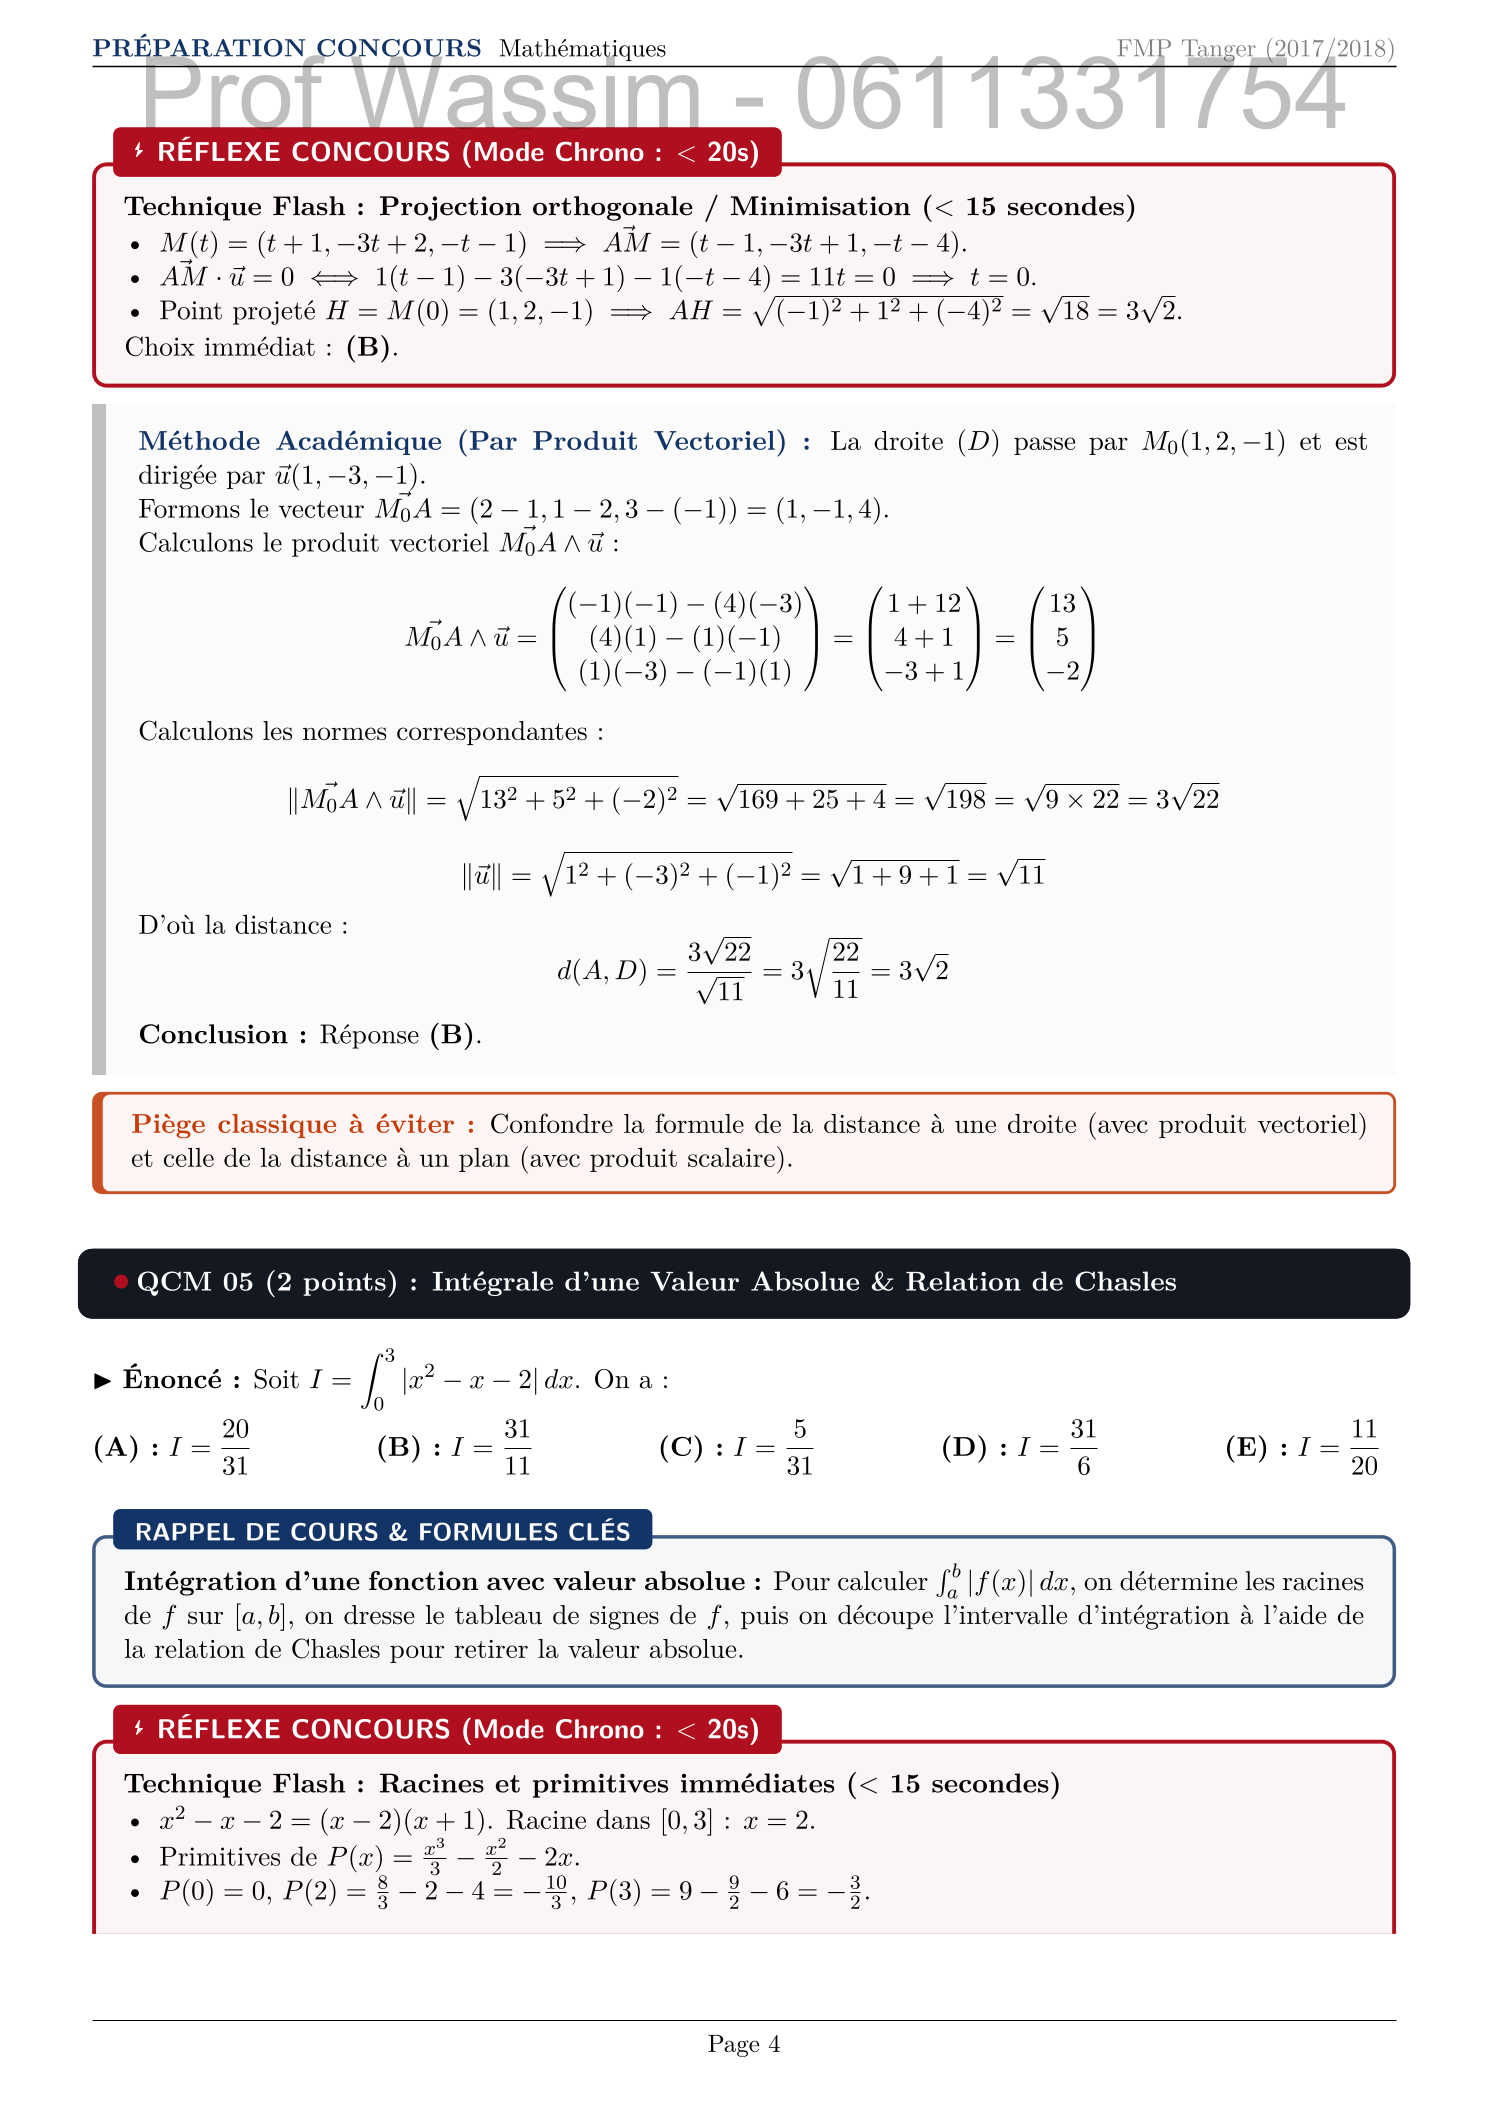 PRÉPARATION CONCOURS Mathématiques FMP Tanger (2017/2018)
Prof Wassim - 0611331754
RÉFLEXE CONCOURS (Mode Chrono : < 20s)
Technique Flash : Projection orthogonale / Minimisation (< 15 secondes)
• M(t) = (t + 1, −3t + 2, −t − 1) ⟹ A⃗M = (t − 1, −3t + 1, −t − 4).
• A⃗M · u⃗ = 0 ⟺ 1(t − 1) − 3(−3t + 1) − 1(−t − 4) = 11t = 0 ⟹ t = 0.
• Point projeté H = M(0) = (1, 2, −1) ⟹ AH = √((−1)² + 1² + (−4)²) = √18 = 3√2.
Choix immédiat : (B).
Méthode Académique (Par Produit Vectoriel) : La droite (D) passe par M₀(1, 2, −1) et est
dirigée par u⃗(1, −3, −1).
Formons le vecteur M⃗₀A = (2 − 1, 1 − 2, 3 − (−1)) = (1, −1, 4).
Calculons le produit vectoriel M⃗₀A ∧ u⃗ :
M⃗₀A ∧ u⃗ = ((−1)(−1) − (4)(−3) ; (4)(1) − (1)(−1) ; (1)(−3) − (−1)(1)) = (1 + 12 ; 4 + 1 ; −3 + 1) = (13 ; 5 ; −2)
Calculons les normes correspondantes :
‖M⃗₀A ∧ u⃗‖ = √(13² + 5² + (−2)²) = √(169 + 25 + 4) = √198 = √(9 × 22) = 3√22
‖u⃗‖ = √(1² + (−3)² + (−1)²) = √(1 + 9 + 1) = √11
D'où la distance :
d(A, D) = 3√22/√11 = 3√(22/11) = 3√2
Conclusion : Réponse (B).
Piège classique à éviter : Confondre la formule de la distance à une droite (avec produit vectoriel)
et celle de la distance à un plan (avec produit scalaire).
• QCM 05 (2 points) : Intégrale d'une Valeur Absolue & Relation de Chasles
▶ Énoncé : Soit I = ∫₀³ |x² − x − 2| dx. On a :
(A) : I = 20/31 (B) : I = 31/11 (C) : I = 5/31 (D) : I = 31/6 (E) : I = 11/20
RAPPEL DE COURS & FORMULES CLÉS
Intégration d'une fonction avec valeur absolue : Pour calculer ∫ₐᵇ |f(x)| dx, on détermine les racines
de f sur [a, b], on dresse le tableau de signes de f, puis on découpe l'intervalle d'intégration à l'aide de
la relation de Chasles pour retirer la valeur absolue.
RÉFLEXE CONCOURS (Mode Chrono : < 20s)
Technique Flash : Racines et primitives immédiates (< 15 secondes)
• x² − x − 2 = (x − 2)(x + 1). Racine dans [0, 3] : x = 2.
• Primitives de P(x) = x³/3 − x²/2 − 2x.
• P(0) = 0, P(2) = 8/3 − 2 − 4 = −10/3, P(3) = 9 − 9/2 − 6 = −3/2.
Page 4